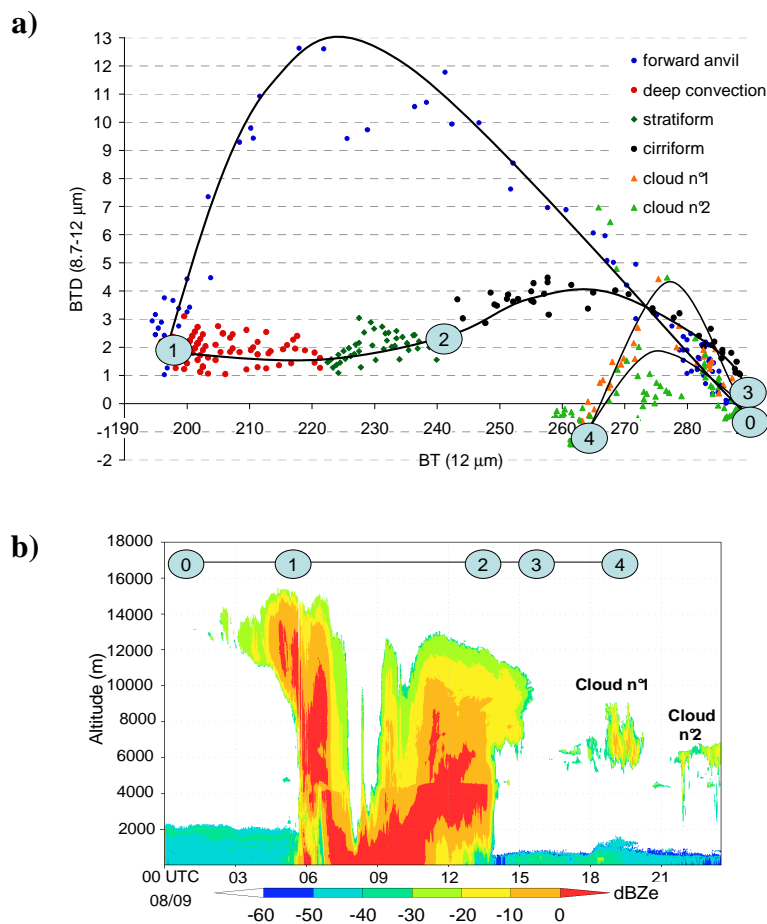 a)
13
12
11
10
9
8
7
6
5
4
3
2
1
0
-1
-2
BTD (8.7-12 μm)
forward anvil
deep convection
stratiform
cirriform
cloud n°1
cloud n°2
1
2
3
0
4
190 200 210 220 230 240 250 260 270 280
BT (12 μm)
b)
18000
16000
14000
12000
10000
8000
6000
4000
2000
Altitude (m)
0 1 2 3 4
Cloud n°1
Cloud
n°2
00 UTC 03 06 09 12 15 18 21
08/09
-60 -50 -40 -30 -20 -10 0
dBZe